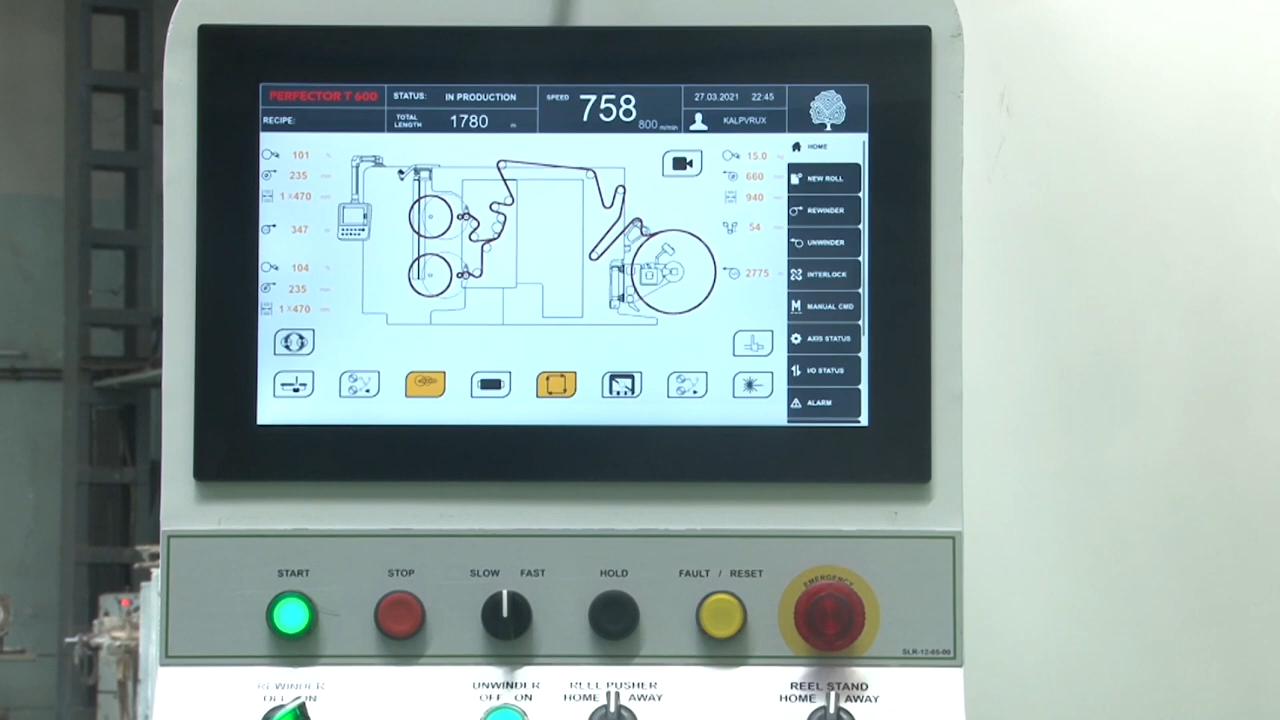 PERFECTOR T 600
STATUS: IN PRODUCTION
SPEED 758
800 m/min
27.03.2021 22:45
RECIPE:
TOTAL LENGTH 1780 m
KALPVRUX
HOME
NEW ROLL
REWINDER
UNWINDER
INTERLOCK
MANUAL CMD
AXIS STATUS
I/O STATUS
ALARM
101
235
1 X 470
347
104
235
1 X 470
15.0
660
940
54
2775
START
STOP
SLOW FAST
HOLD
FAULT / RESET
EMERGENCY
SLR-12-05-00
REWINDER
OFF ON
UNWINDER
OFF ON
REEL PUSHER
HOME AWAY
REEL STAND
HOME AWAY